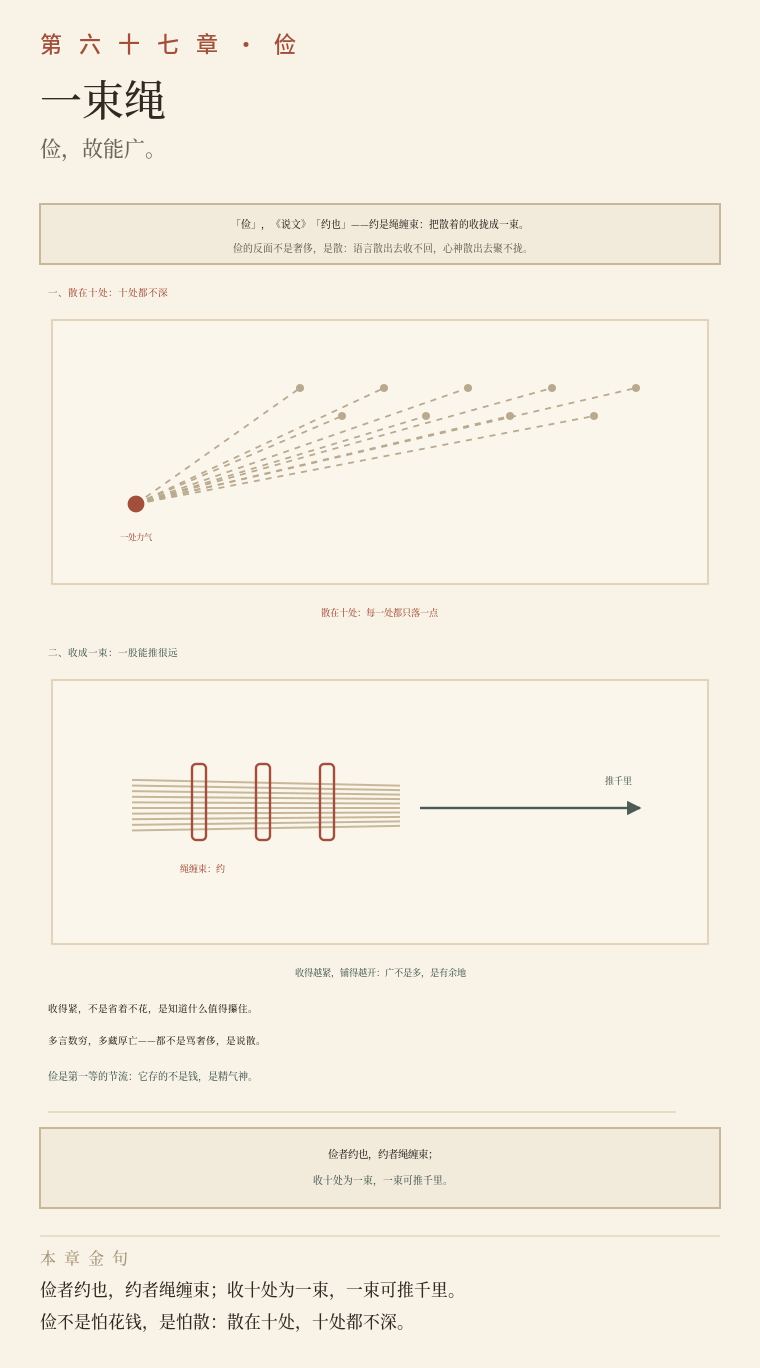 第六十七章·俭
一束绳
俭，故能广。
「俭」，《说文》「约也」——约是绳缠束：把散着的收拢成一束。
俭的反面不是奢侈，是散：语言散出去收不回，心神散出去聚不拢。
一、散在十处：十处都不深
一处力气
散在十处：每一处都只落一点
二、收成一束：一股能推很远
推千里
绳缠束：约
收得越紧，铺得越开：广不是多，是有余地
收得紧，不是省着不花，是知道什么值得攥住。
多言数穷，多藏厚亡——都不是骂奢侈，是说散。
俭是第一等的节流：它存的不是钱，是精气神。
俭者约也，约者绳缠束；
收十处为一束，一束可推千里。
本章金句
俭者约也，约者绳缠束；收十处为一束，一束可推千里。
俭不是怕花钱，是怕散：散在十处，十处都不深。